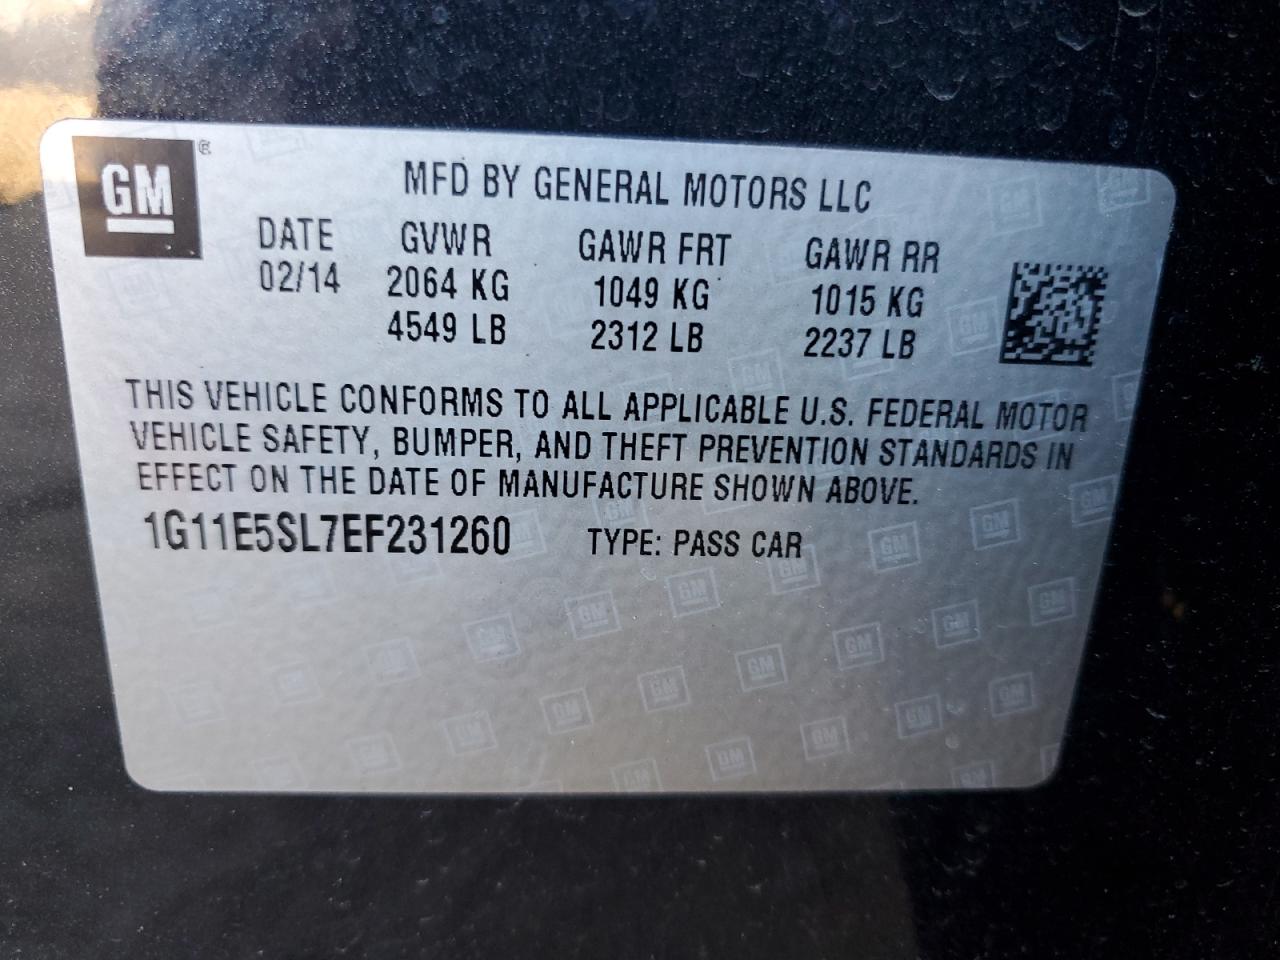 GM
MFD BY GENERAL MOTORS LLC
DATE GVWR GAWR FRT GAWR RR
02/14 2064 KG 1049 KG 1015 KG
4549 LB 2312 LB 2237 LB
THIS VEHICLE CONFORMS TO ALL APPLICABLE U.S. FEDERAL MOTOR
VEHICLE SAFETY, BUMPER, AND THEFT PREVENTION STANDARDS IN
EFFECT ON THE DATE OF MANUFACTURE SHOWN ABOVE.
1G11E5SL7EF231260 TYPE: PASS CAR